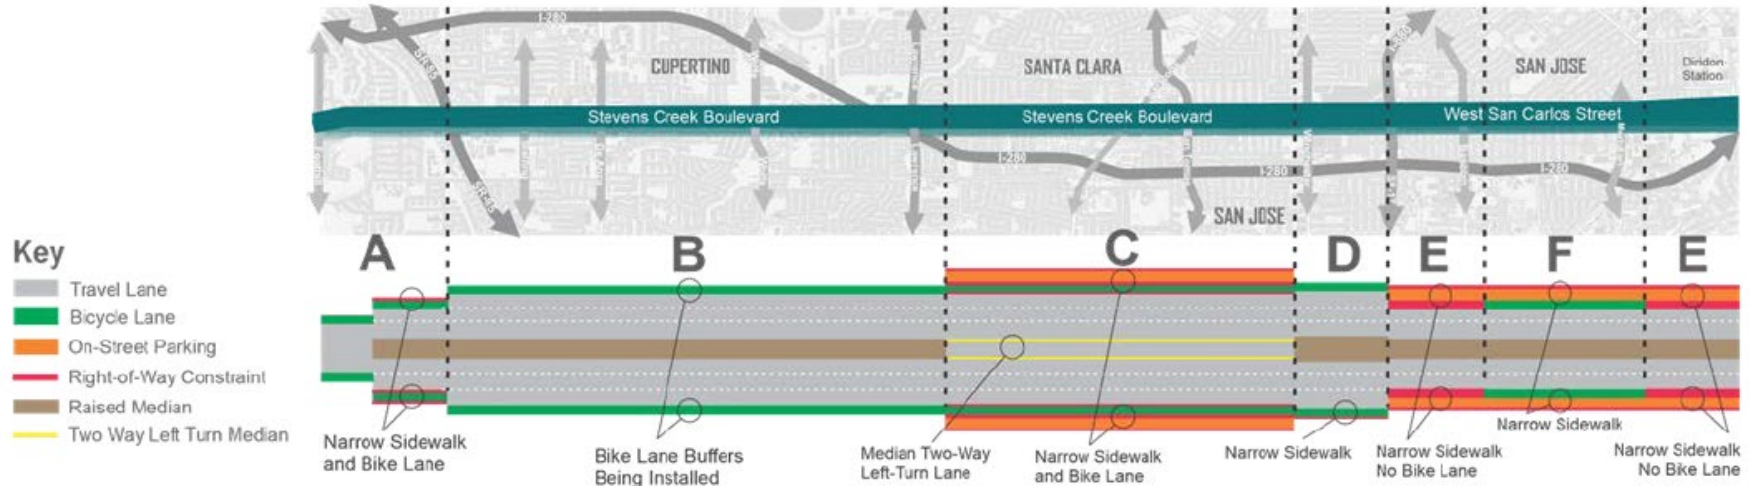 I-280
SR-85
CUPERTINO
SANTA CLARA
I-880
SAN JOSE
Diridon
Station
Stevens Creek Boulevard
Stevens Creek Boulevard
West San Carlos Street
SR-85
I-280
I-280
I-280
SAN JOSE
A
B
C
D
E
F
E
Key
Travel Lane
Bicycle Lane
On-Street Parking
Right-of-Way Constraint
Raised Median
Two Way Left Turn Median
Narrow Sidewalk
and Bike Lane
Bike Lane Buffers
Being Installed
Median Two-Way
Left-Turn Lane
Narrow Sidewalk
and Bike Lane
Narrow Sidewalk
Narrow Sidewalk
No Bike Lane
Narrow Sidewalk
Narrow Sidewalk
No Bike Lane